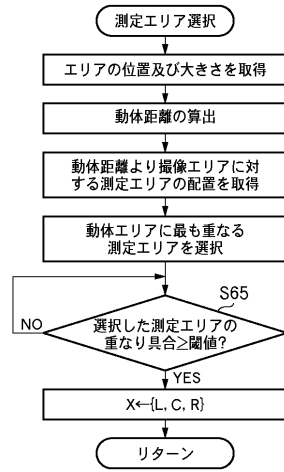 測定エリア選択
エリアの位置及び大きさを取得
動体距離の算出
動体距離より撮像エリアに対
する測定エリアの配置を取得
動体エリアに最も重なる
測定エリアを選択
S65
NO
選択した測定エリアの
重なり具合≥閾値?
YES
X←{L, C, R}
リターン